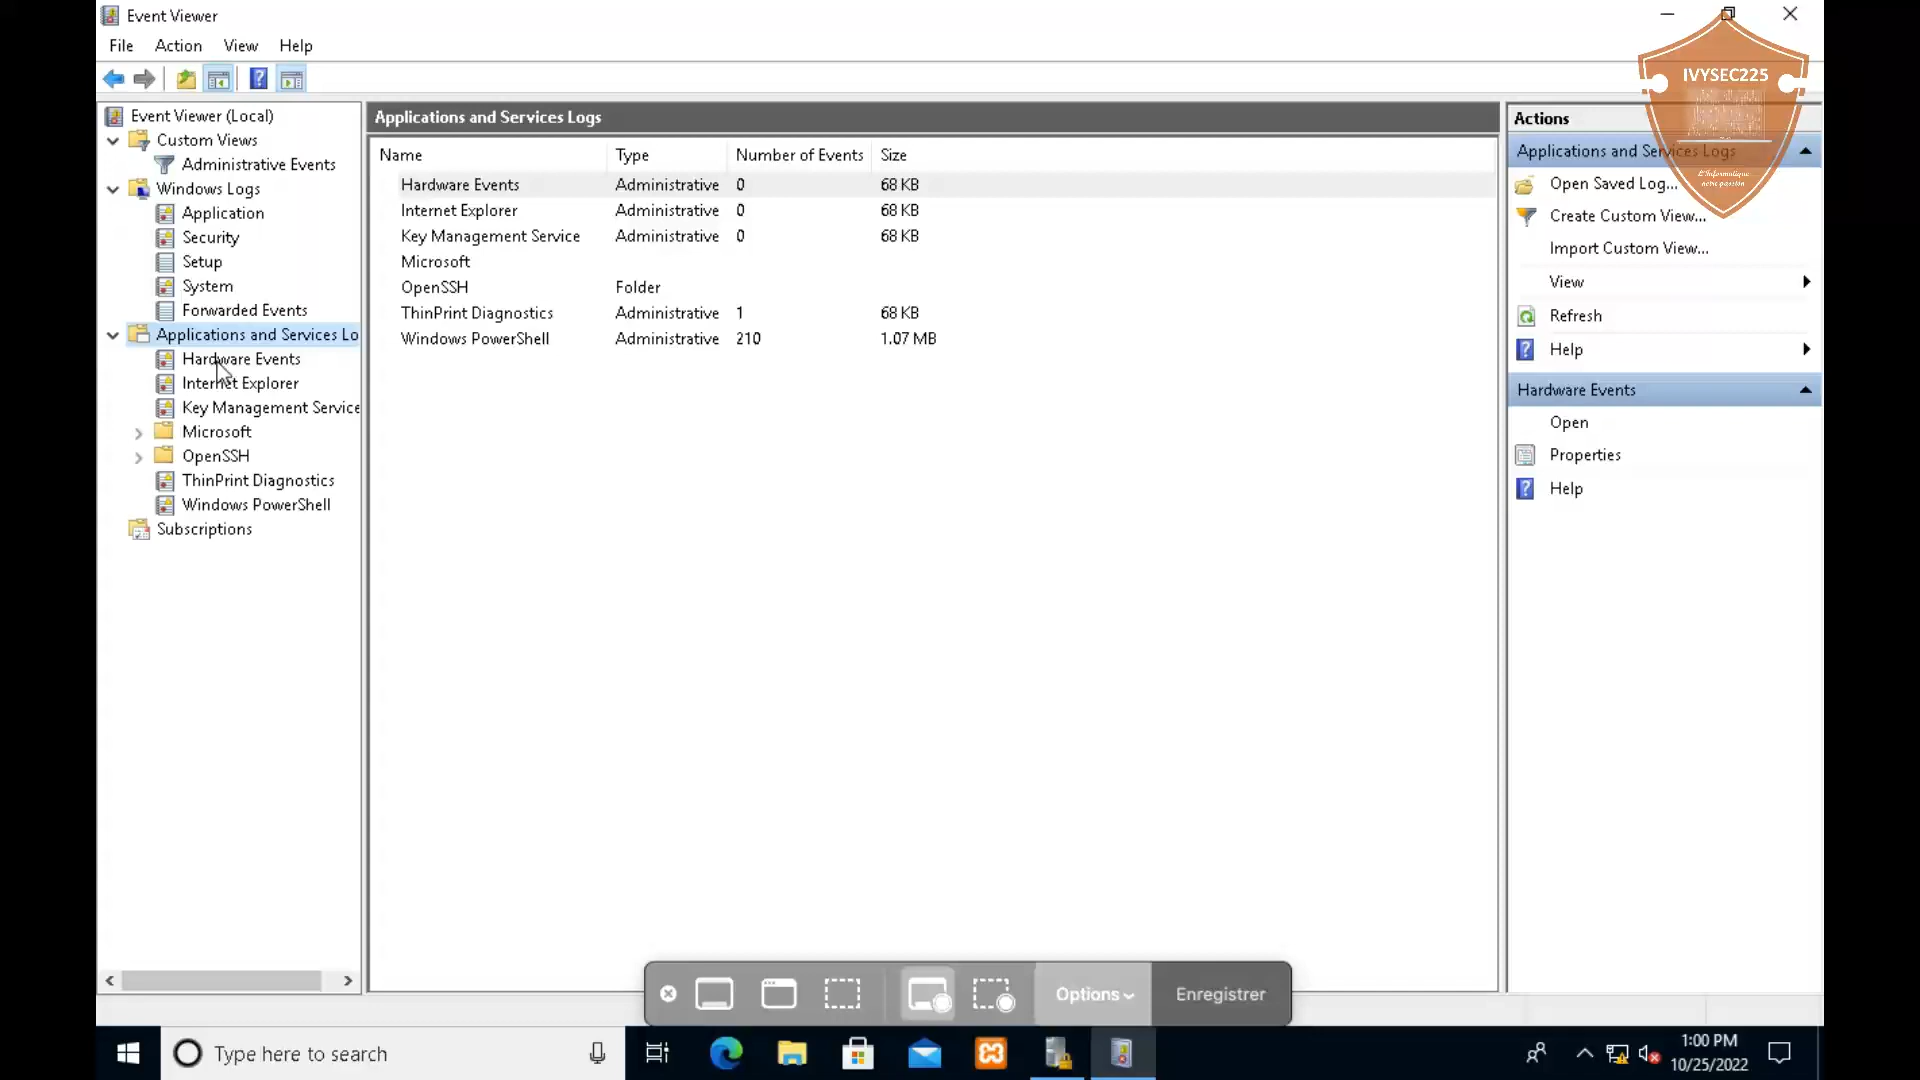 Event Viewer
File Action View Help
IVYSEC225
L'Informatique
notre passion
Event Viewer (Local)
Custom Views
Administrative Events
Windows Logs
Application
Security
Setup
System
Forwarded Events
Applications and Services Lo
Hardware Events
Internet Explorer
Key Management Service
Microsoft
OpenSSH
ThinPrint Diagnostics
Windows PowerShell
Subscriptions
Applications and Services Logs
Name Type Number of Events Size
Hardware Events Administrative 0 68 KB
Internet Explorer Administrative 0 68 KB
Key Management Service Administrative 0 68 KB
Microsoft
OpenSSH Folder
ThinPrint Diagnostics Administrative 1 68 KB
Windows PowerShell Administrative 210 1.07 MB
Actions
Applications and Services Logs
Open Saved Log...
Create Custom View...
Import Custom View...
View
Refresh
Help
Hardware Events
Open
Properties
Help
Options Enregistrer
Type here to search
1:00 PM
10/25/2022